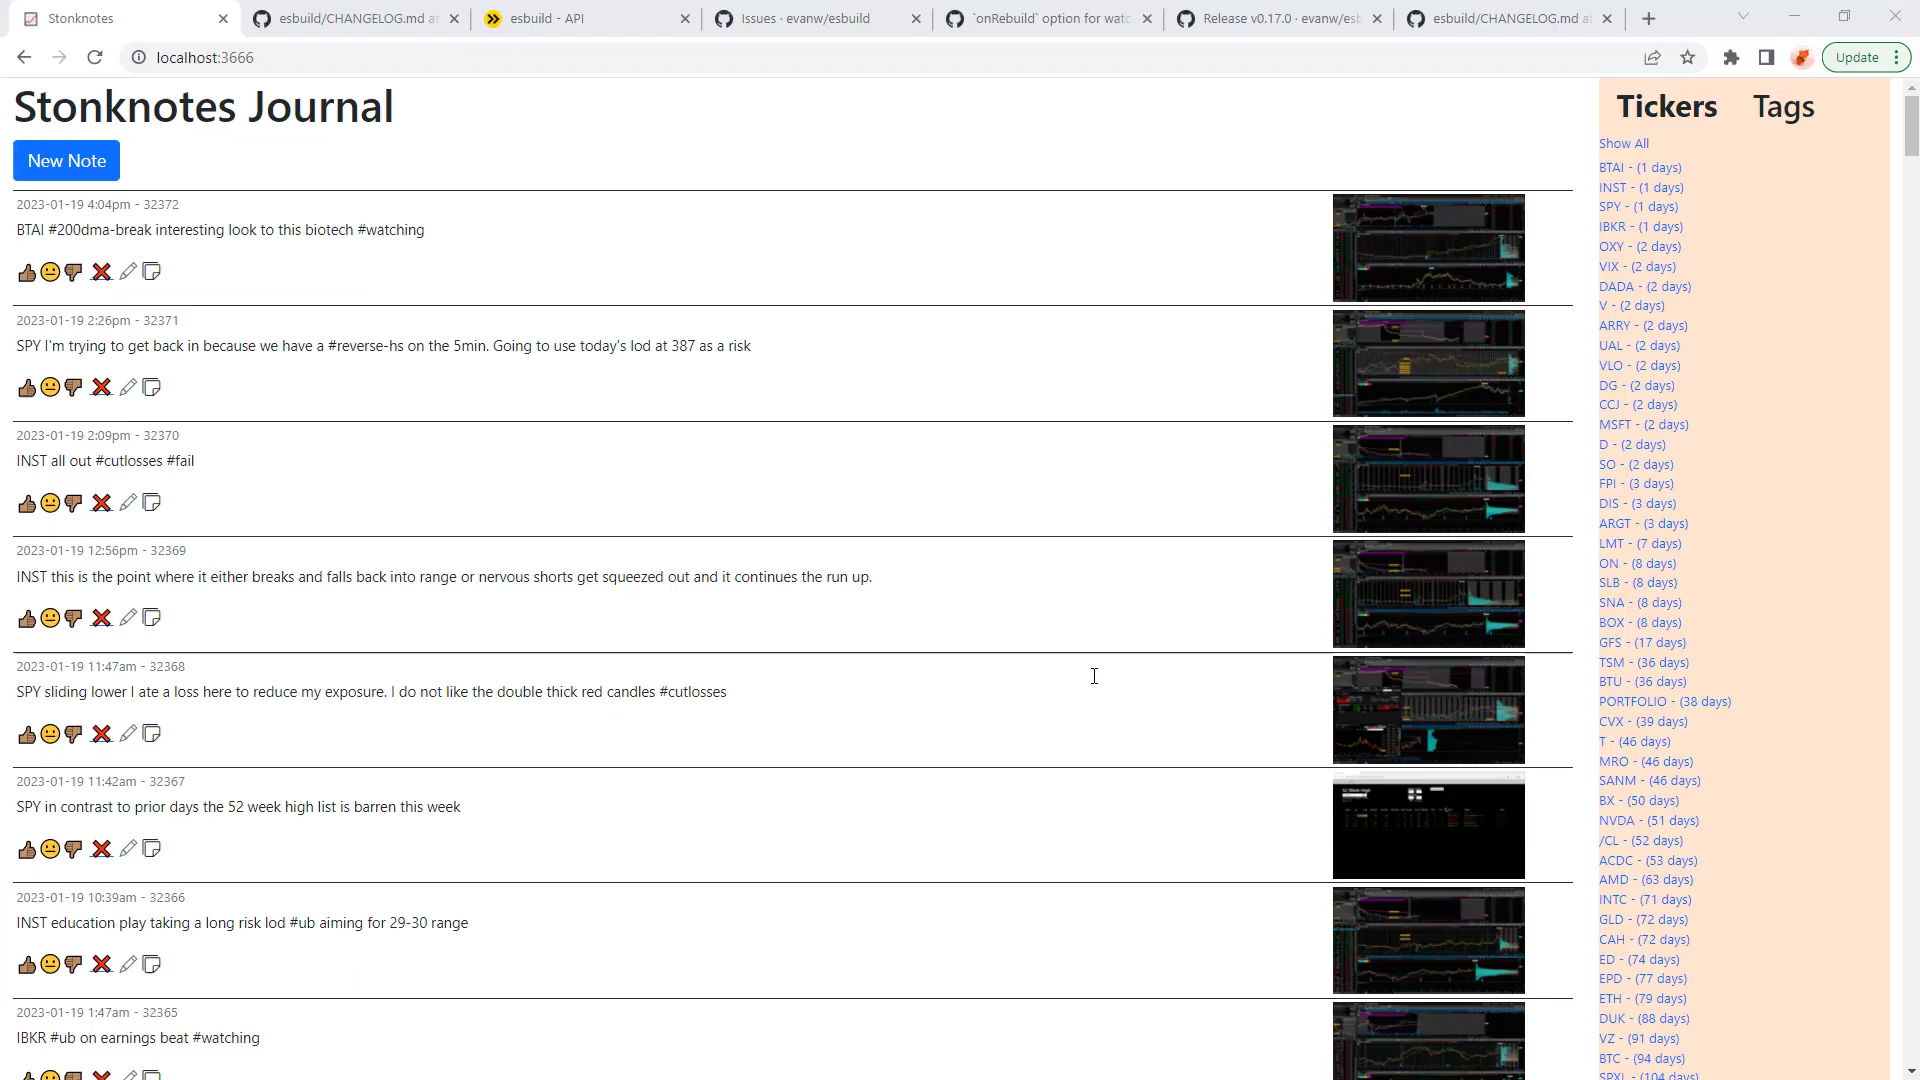 Stonknotes
esbuild/CHANGELOG.md at
esbuild - API
Issues · evanw/esbuild
`onRebuild` option for watc
Release v0.17.0 · evanw/esb
esbuild/CHANGELOG.md at
localhost:3666
Update
Stonknotes Journal
New Note
2023-01-19 4:04pm - 32372
BTAI #200dma-break interesting look to this biotech #watching
2023-01-19 2:26pm - 32371
SPY I'm trying to get back in because we have a #reverse-hs on the 5min. Going to use today's lod at 387 as a risk
2023-01-19 2:09pm - 32370
INST all out #cutlosses #fail
2023-01-19 12:56pm - 32369
INST this is the point where it either breaks and falls back into range or nervous shorts get squeezed out and it continues the run up.
2023-01-19 11:47am - 32368
SPY sliding lower I ate a loss here to reduce my exposure. I do not like the double thick red candles #cutlosses
2023-01-19 11:42am - 32367
SPY in contrast to prior days the 52 week high list is barren this week
2023-01-19 10:39am - 32366
INST education play taking a long risk lod #ub aiming for 29-30 range
2023-01-19 1:47am - 32365
IBKR #ub on earnings beat #watching
Tickers Tags
Show All
BTAI - (1 days)
INST - (1 days)
SPY - (1 days)
IBKR - (1 days)
OXY - (2 days)
VIX - (2 days)
DADA - (2 days)
V - (2 days)
ARRY - (2 days)
UAL - (2 days)
VLO - (2 days)
DG - (2 days)
CCJ - (2 days)
MSFT - (2 days)
D - (2 days)
SO - (2 days)
FPI - (3 days)
DIS - (3 days)
ARGT - (3 days)
LMT - (7 days)
ON - (8 days)
SLB - (8 days)
SNA - (8 days)
BOX - (8 days)
GFS - (17 days)
TSM - (36 days)
BTU - (36 days)
PORTFOLIO - (38 days)
CVX - (39 days)
T - (46 days)
MRO - (46 days)
SANM - (46 days)
BX - (50 days)
NVDA - (51 days)
/CL - (52 days)
ACDC - (53 days)
AMD - (63 days)
INTC - (71 days)
GLD - (72 days)
CAH - (72 days)
ED - (74 days)
EPD - (77 days)
ETH - (79 days)
DUK - (88 days)
VZ - (91 days)
BTC - (94 days)
SPXL - (104 days)